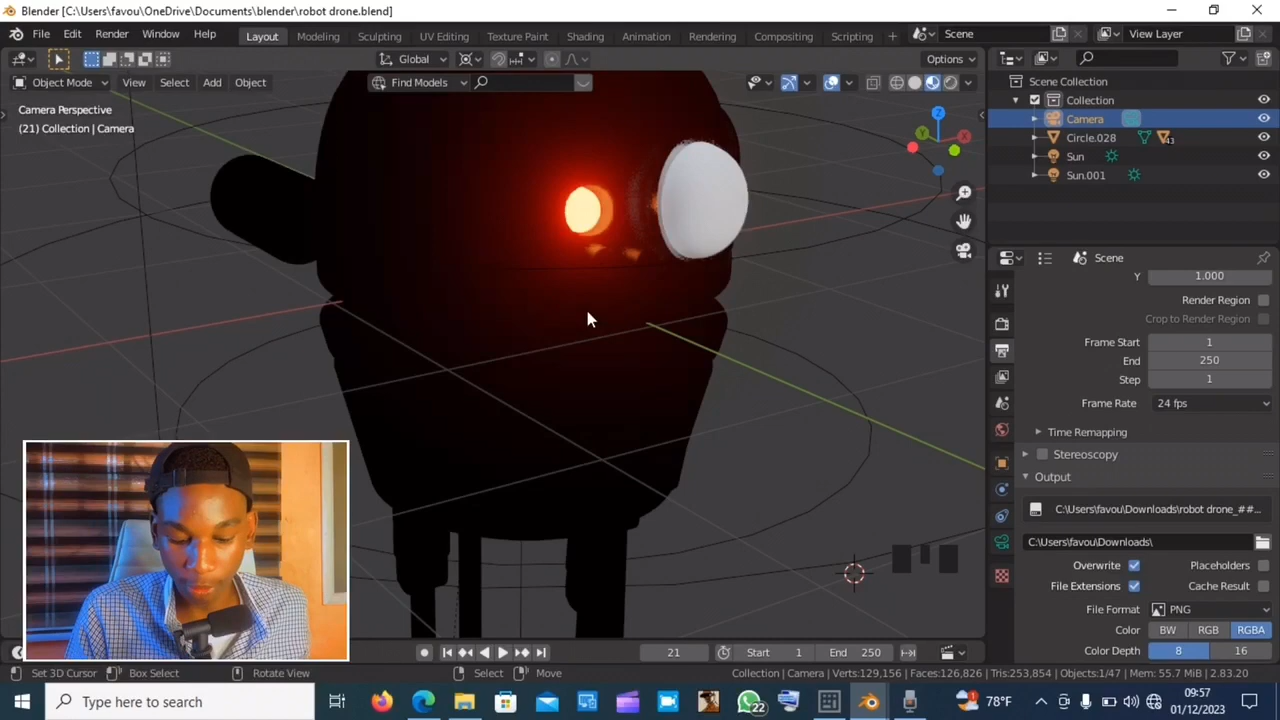 Blender [C:\Users\favou\OneDrive\Documents\blender\robot drone.blend]
File Edit Render Window Help Layout Modeling Sculpting UV Editing Texture Paint Shading Animation Rendering Compositing Scripting + Scene View Layer
Global Options
Object Mode View Select Add Object Find Models
Camera Perspective
(21) Collection | Camera
Z
Y
X
Scene Collection
Collection
Camera
Circle.028 43
Sun
Sun.001
Scene
Y 1.000
Render Region
Crop to Render Region
Frame Start 1
End 250
Step 1
Frame Rate 24 fps
Time Remapping
Stereoscopy
Output
C:\Users\favou\Downloads\robot drone_##...
C:\Users\favou\Downloads\
Overwrite Placeholders
File Extensions Cache Result
File Format PNG
Color BW RGB RGBA
Color Depth 8 16
21 Start 1 End 250
Set 3D Cursor Box Select Rotate View Select Move Collection | Camera | Verts:129,156 | Faces:126,826 | Tris:253,854 | Objects:1/47 | Mem: 55.7 MiB | 2.83.20
Type here to search 22 78°F 09:57
01/12/2023